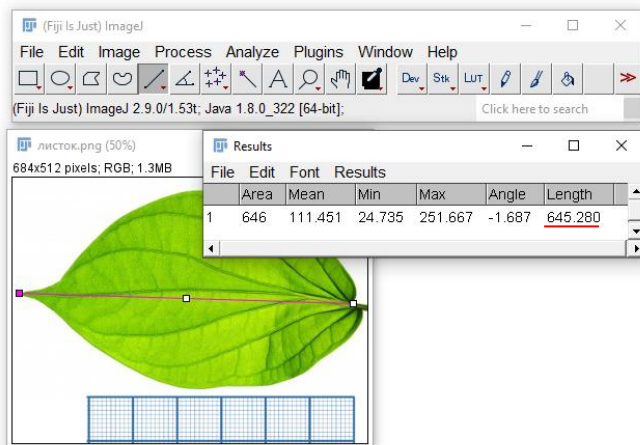 (Fiji Is Just) ImageJ
File Edit Image Process Analyze Plugins Window Help
Dev Stk LUT >>
(Fiji Is Just) ImageJ 2.9.0/1.53t; Java 1.8.0_322 [64-bit];
Click here to search
листок.png (50%)
684x512 pixels; RGB; 1.3MB
Results
File Edit Font Results
Area Mean Min Max Angle Length
1 646 111.451 24.735 251.667 -1.687 645.280